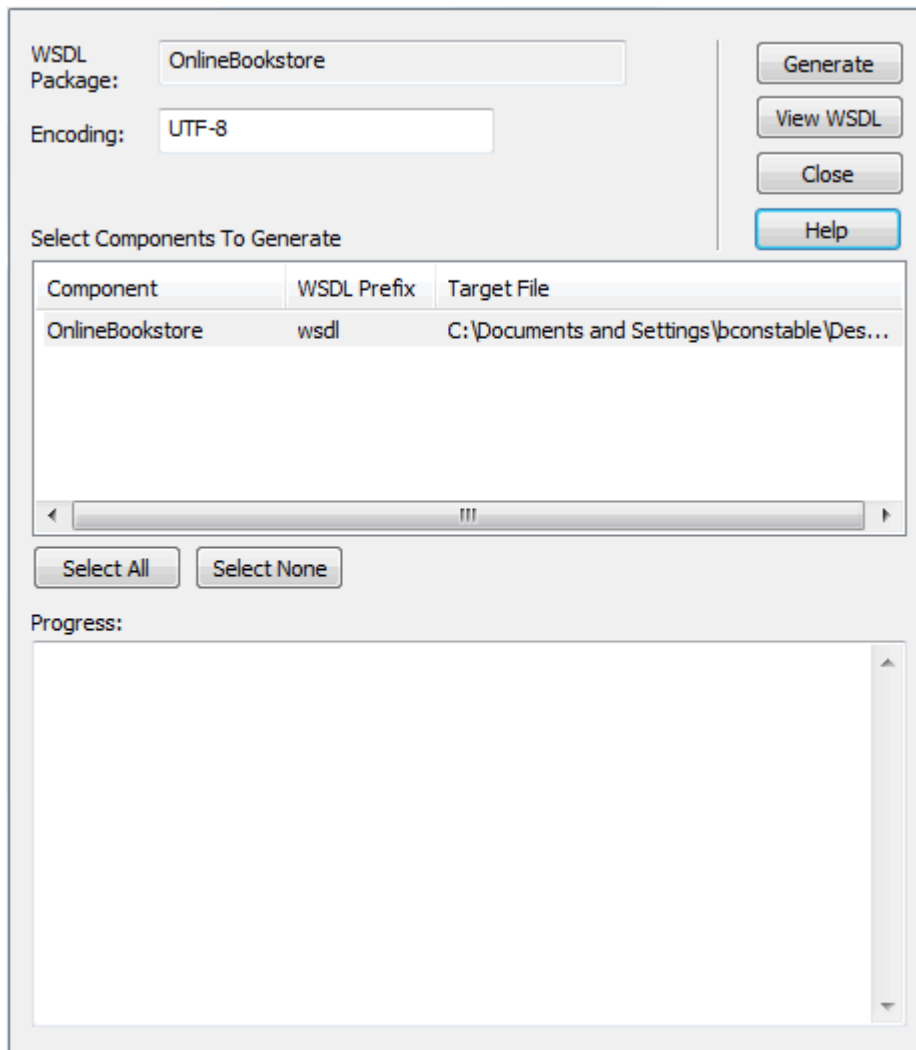 WSDL
Package:
OnlineBookstore
Generate
Encoding:
UTF-8
View WSDL
Close
Help
Select Components To Generate
Component WSDL Prefix Target File
OnlineBookstore wsdl C:\Documents and Settings\bconstable\Des...
Select All Select None
Progress: